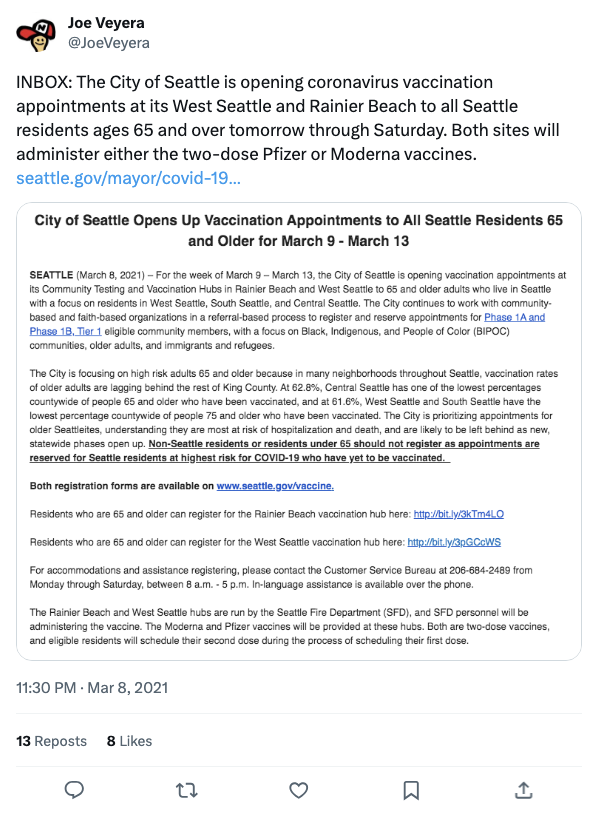 Joe Veyera
@JoeVeyera
INBOX: The City of Seattle is opening coronavirus vaccination
appointments at its West Seattle and Rainier Beach to all Seattle
residents ages 65 and over tomorrow through Saturday. Both sites will
administer either the two-dose Pfizer or Moderna vaccines.
seattle.gov/mayor/covid-19...
City of Seattle Opens Up Vaccination Appointments to All Seattle Residents 65
and Older for March 9 - March 13
SEATTLE (March 8, 2021) – For the week of March 9 – March 13, the City of Seattle is opening vaccination appointments at
its Community Testing and Vaccination Hubs in Rainier Beach and West Seattle to 65 and older adults who live in Seattle
with a focus on residents in West Seattle, South Seattle, and Central Seattle. The City continues to work with community-
based and faith-based organizations in a referral-based process to register and reserve appointments for Phase 1A and
Phase 1B, Tier 1 eligible community members, with a focus on Black, Indigenous, and People of Color (BIPOC)
communities, older adults, and immigrants and refugees.
The City is focusing on high risk adults 65 and older because in many neighborhoods throughout Seattle, vaccination rates
of older adults are lagging behind the rest of King County. At 62.8%, Central Seattle has one of the lowest percentages
countywide of people 65 and older who have been vaccinated, and at 61.6%, West Seattle and South Seattle have the
lowest percentage countywide of people 75 and older who have been vaccinated. The City is prioritizing appointments for
older Seattleites, understanding they are most at risk of hospitalization and death, and are likely to be left behind as new,
statewide phases open up. Non-Seattle residents or residents under 65 should not register as appointments are
reserved for Seattle residents at highest risk for COVID-19 who have yet to be vaccinated.
Both registration forms are available on www.seattle.gov/vaccine.
Residents who are 65 and older can register for the Rainier Beach vaccination hub here: http://bit.ly/3kTm4LO
Residents who are 65 and older can register for the West Seattle vaccination hub here: http://bit.ly/3pGCcWS
For accommodations and assistance registering, please contact the Customer Service Bureau at 206-684-2489 from
Monday through Saturday, between 8 a.m. - 5 p.m. In-language assistance is available over the phone.
The Rainier Beach and West Seattle hubs are run by the Seattle Fire Department (SFD), and SFD personnel will be
administering the vaccine. The Moderna and Pfizer vaccines will be provided at these hubs. Both are two-dose vaccines,
and eligible residents will schedule their second dose during the process of scheduling their first dose.
11:30 PM · Mar 8, 2021
13 Reposts 8 Likes